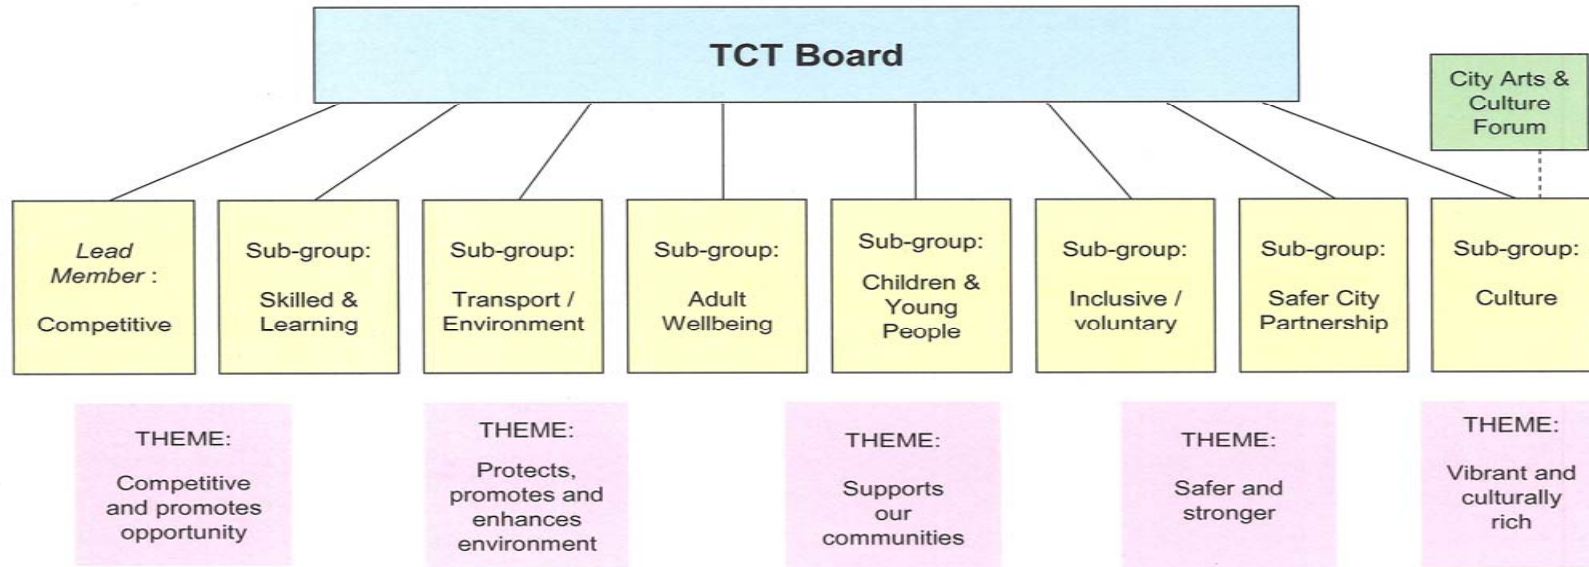 TCT Board
City Arts &
Culture
Forum
Lead
Member :
Competitive
Sub-group:
Skilled &
Learning
Sub-group:
Transport /
Environment
Sub-group:
Adult
Wellbeing
Sub-group:
Children &
Young
People
Sub-group:
Inclusive /
voluntary
Sub-group:
Safer City
Partnership
Sub-group:
Culture
THEME:
Competitive
and promotes
opportunity
THEME:
Protects,
promotes and
enhances
environment
THEME:
Supports
our
communities
THEME:
Safer and
stronger
THEME:
Vibrant and
culturally
rich